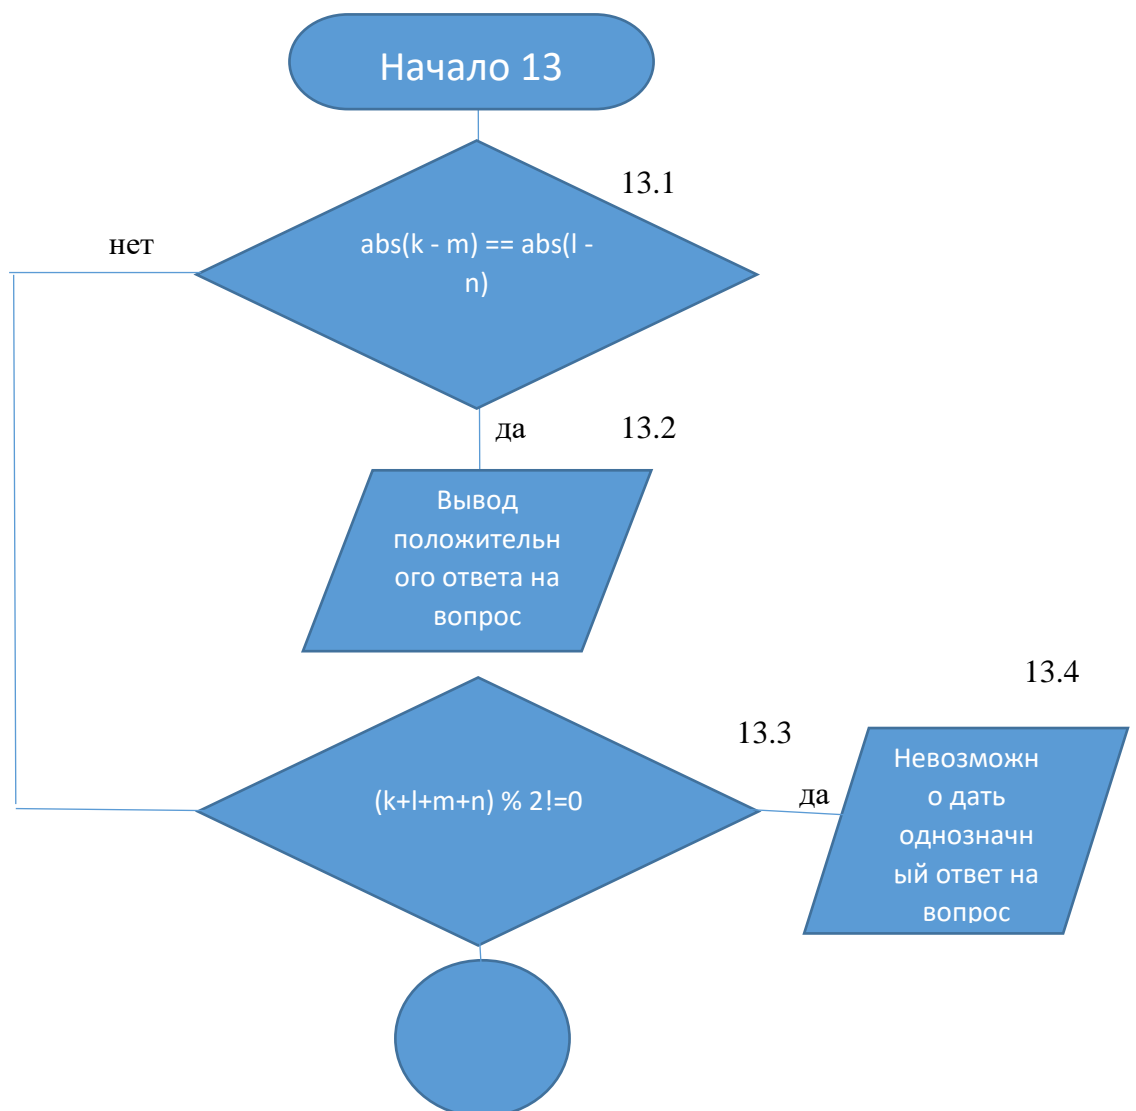 Начало 13
13.1
нет
abs(k - m) == abs(l -
n)
да
13.2
Вывод
положительн
ого ответа на
вопрос
13.4
13.3
(k+l+m+n) % 2!=0
да
Невозможн
о дать
однозначн
ый ответ на
вопрос